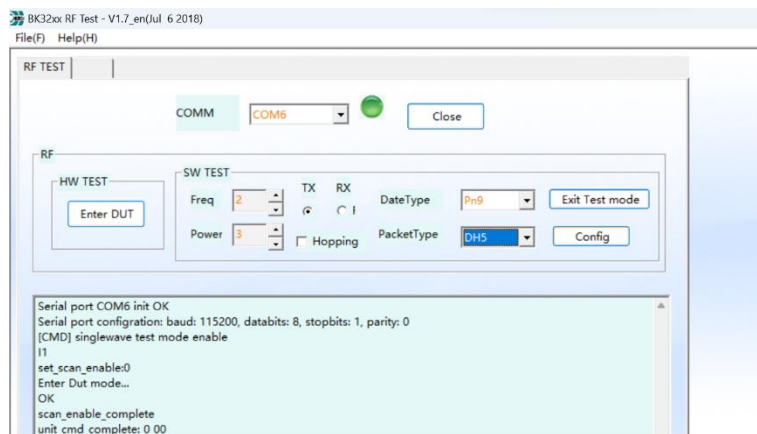 BK32xx RF Test - V1.7_en(Jul 6 2018)
File(F) Help(H)
RF TEST
COMM COM6 Close
RF
HW TEST
Enter DUT
SW TEST
Freq 2 TX RX DateType Pn9 Exit Test mode
Power 3 Hopping PacketType DH5 Config
Serial port COM6 init OK
Serial port configration: baud: 115200, databits: 8, stopbits: 1, parity: 0
[CMD] singlewave test mode enable
I1
set_scan_enable:0
Enter Dut mode...
OK
scan_enable_complete
unit cmd complete: 0 00